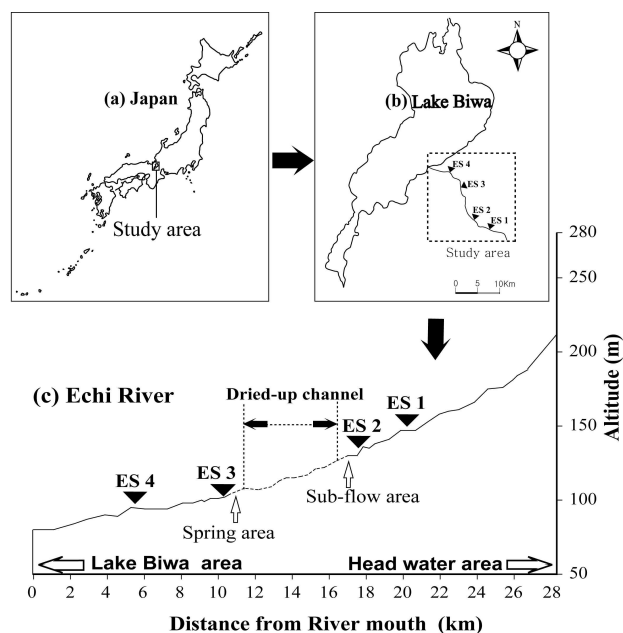 (a) Japan
Study area
(b) Lake Biwa
N
ES 4
ES 3
ES 2
ES 1
Study area
0 5 10Km
(c) Echi River
Dried-up channel
ES 1
ES 2
ES 3
ES 4
Sub-flow area
Spring area
Lake Biwa area
Head water area
280
250
200
150
100
50
Altitude (m)
0 2 4 6 8 10 12 14 16 18 20 22 24 26 28
Distance from River mouth (km)